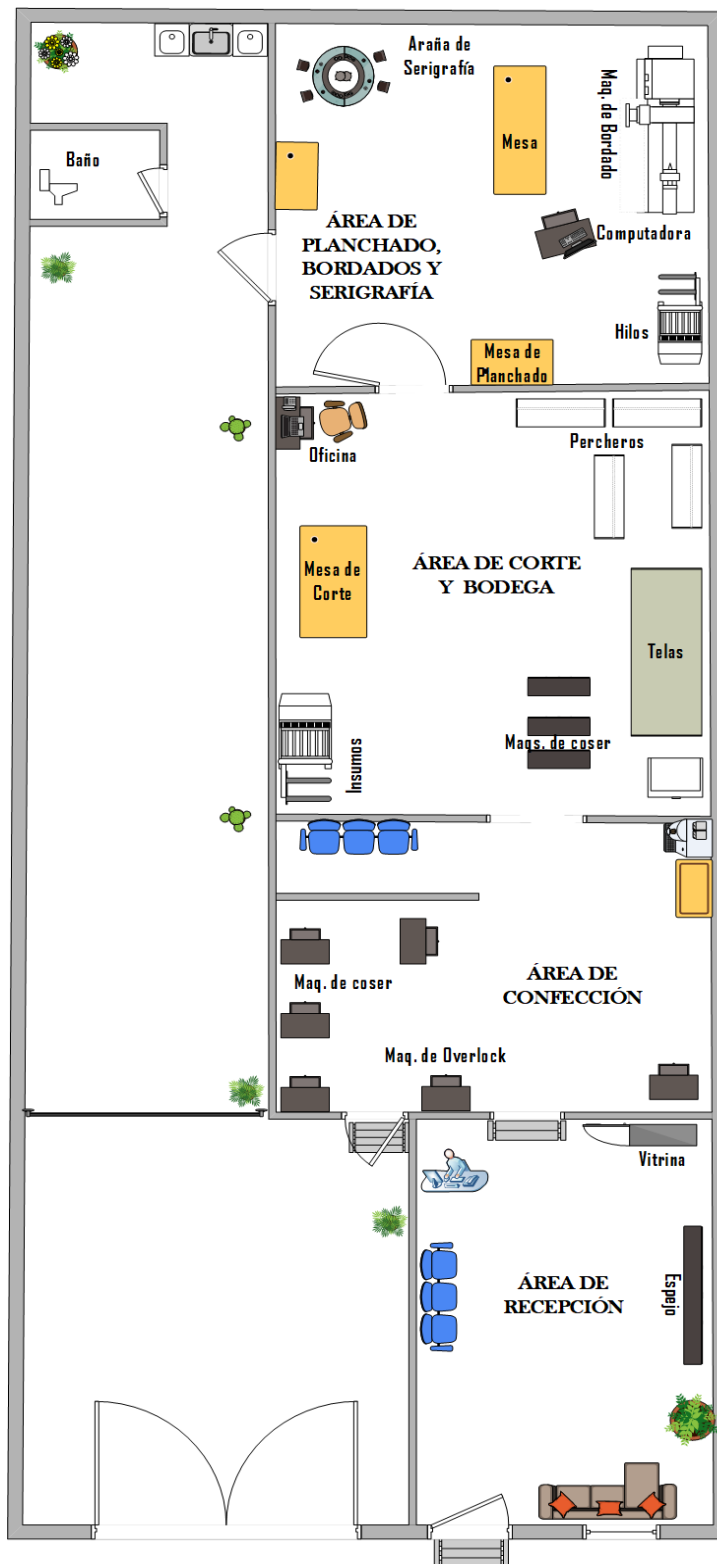 Araña de
Serigrafía
Maq. de Bordado
Mesa
Baño
ÁREA DE
PLANCHADO,
BORDADOS Y
SERIGRAFÍA
Computadora
Hilos
Mesa de
Planchado
Oficina
Percheros
ÁREA DE CORTE
Y BODEGA
Mesa de
Corte
Telas
Insumos
Maqs. de coser
ÁREA DE
CONFECCIÓN
Maq. de coser
Maq. de Overlock
Vitrina
ÁREA DE
RECEPCIÓN
Espejo